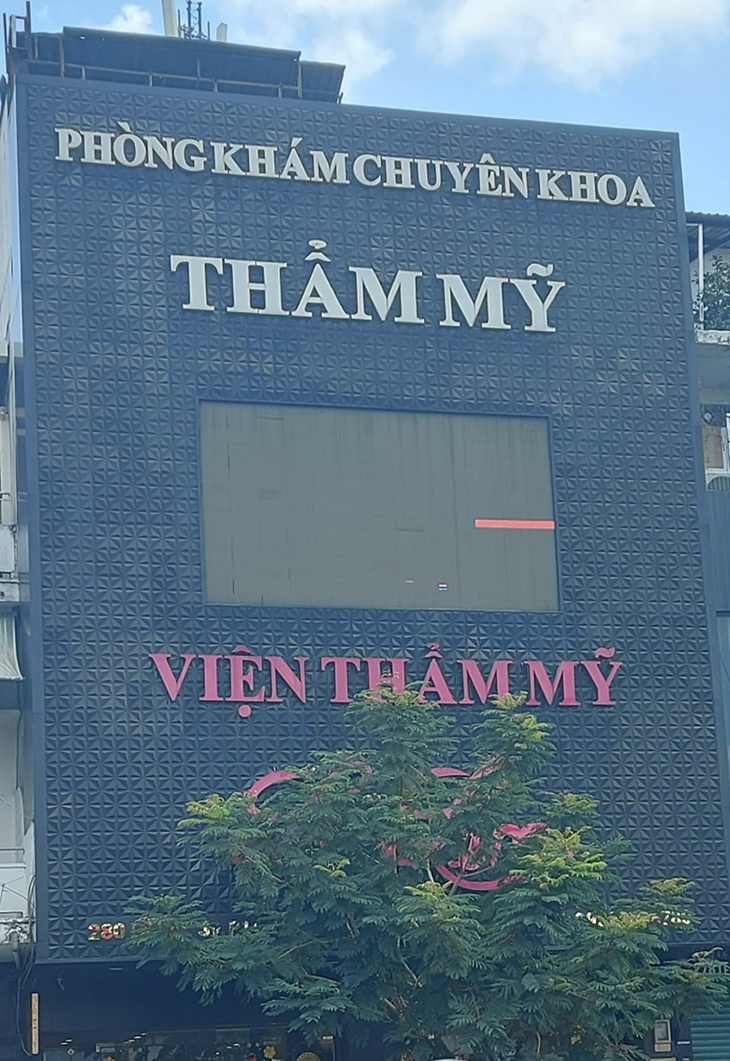 PHÒNG KHÁM CHUYÊN KHOA
THẨM MỸ
VIỆN THẨM MỸ
280